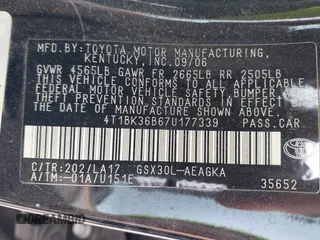 MFD.BY:TOYOTA MOTOR MANUFACTURING,
KENTUCKY,INC.09/06
GVWR 4565LB GAWR FR 2665LB RR 2505LB
THIS VEHICLE CONFORMS TO ALL APPLICABLE
FEDERAL MOTOR VEHICLE SAFETY, BUMPER, AND
THEFT PREVENTION STANDARDS IN EFFECT ON
THE DATE OF MANUFACTURE SHOWN ABOVE.
4T1BK36B67U177339 PASS.CAR
C/TR:202/LA17 GSX30L-AEAGKA
A/TM:-01A/U151E
35652
TOYOTA